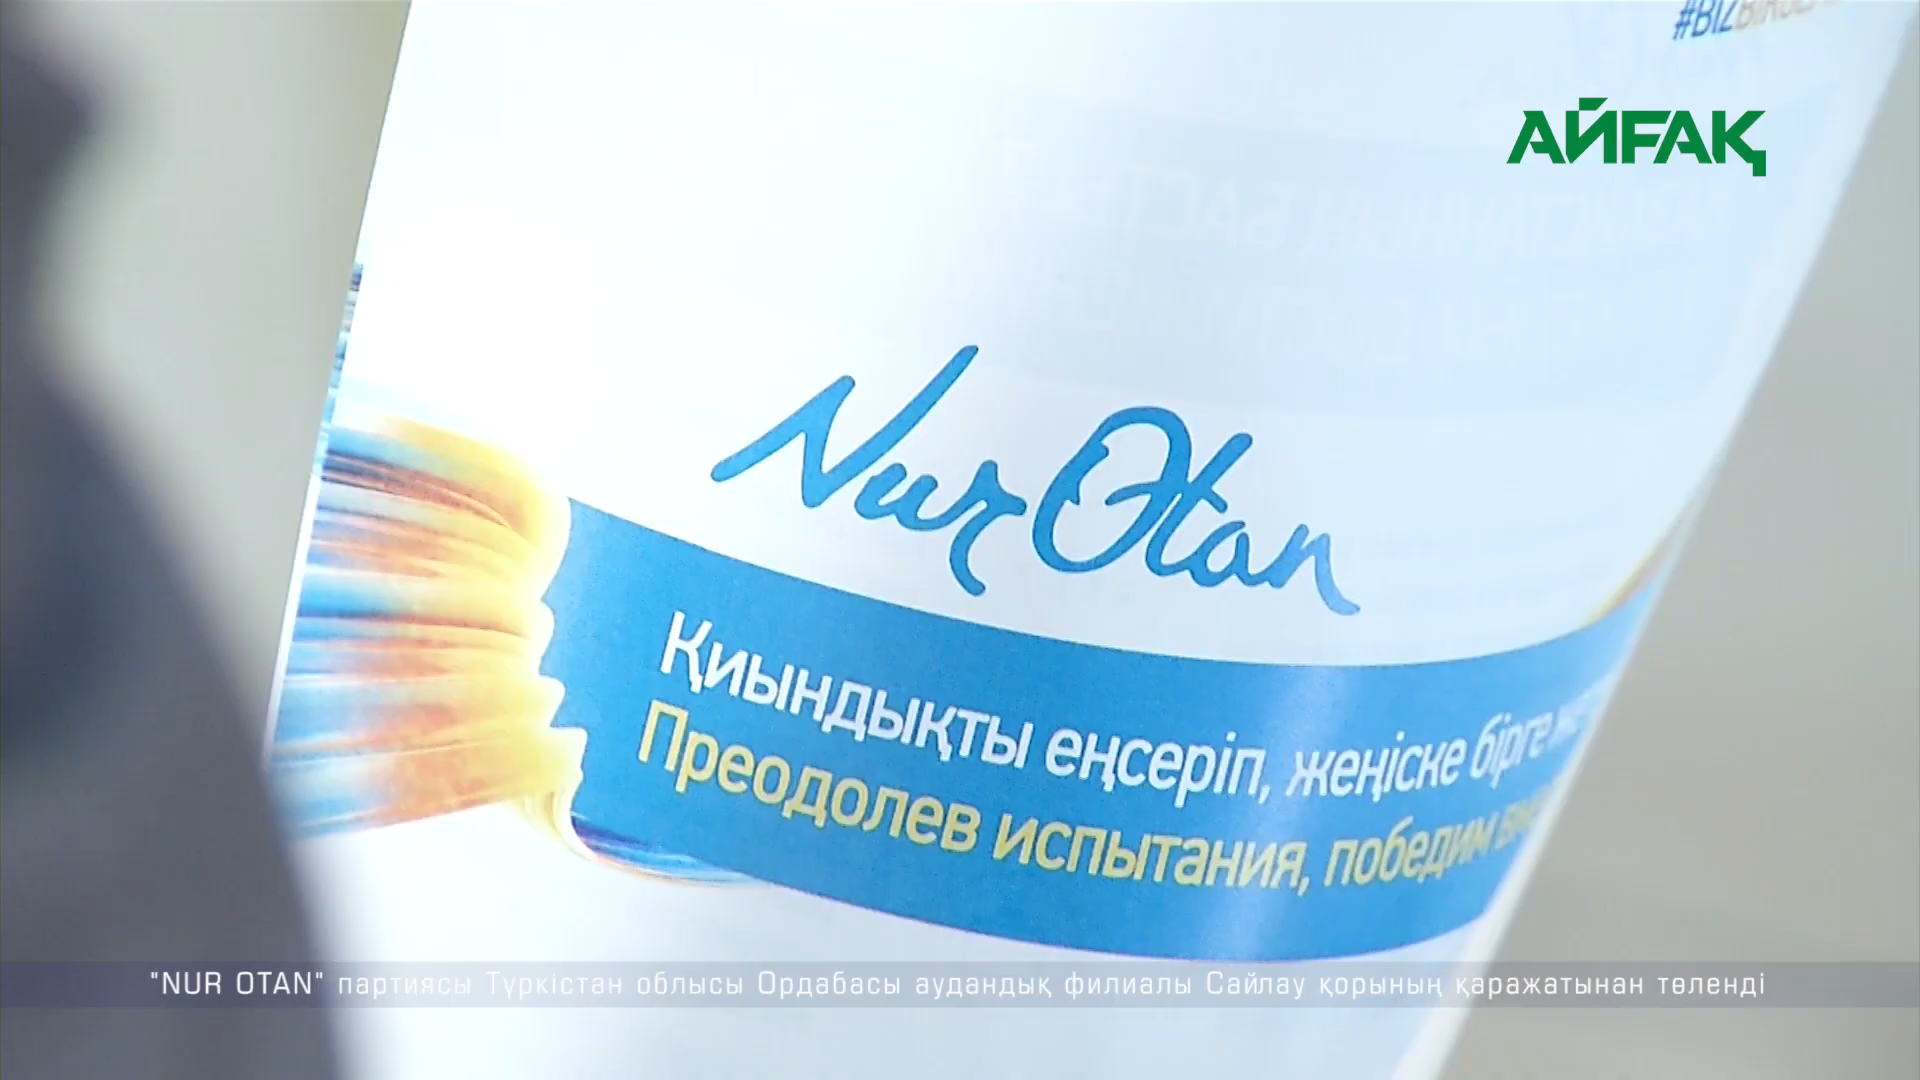 АЙҒАҚ
Nur Otan
Қиындықты еңсеріп, жеңіске бірге
Преодолев испытания, победим
"NUR OTAN" партиясы Түркістан облысы Ордабасы аудандық филиалы Сайлау қорының қаражатынан төленді